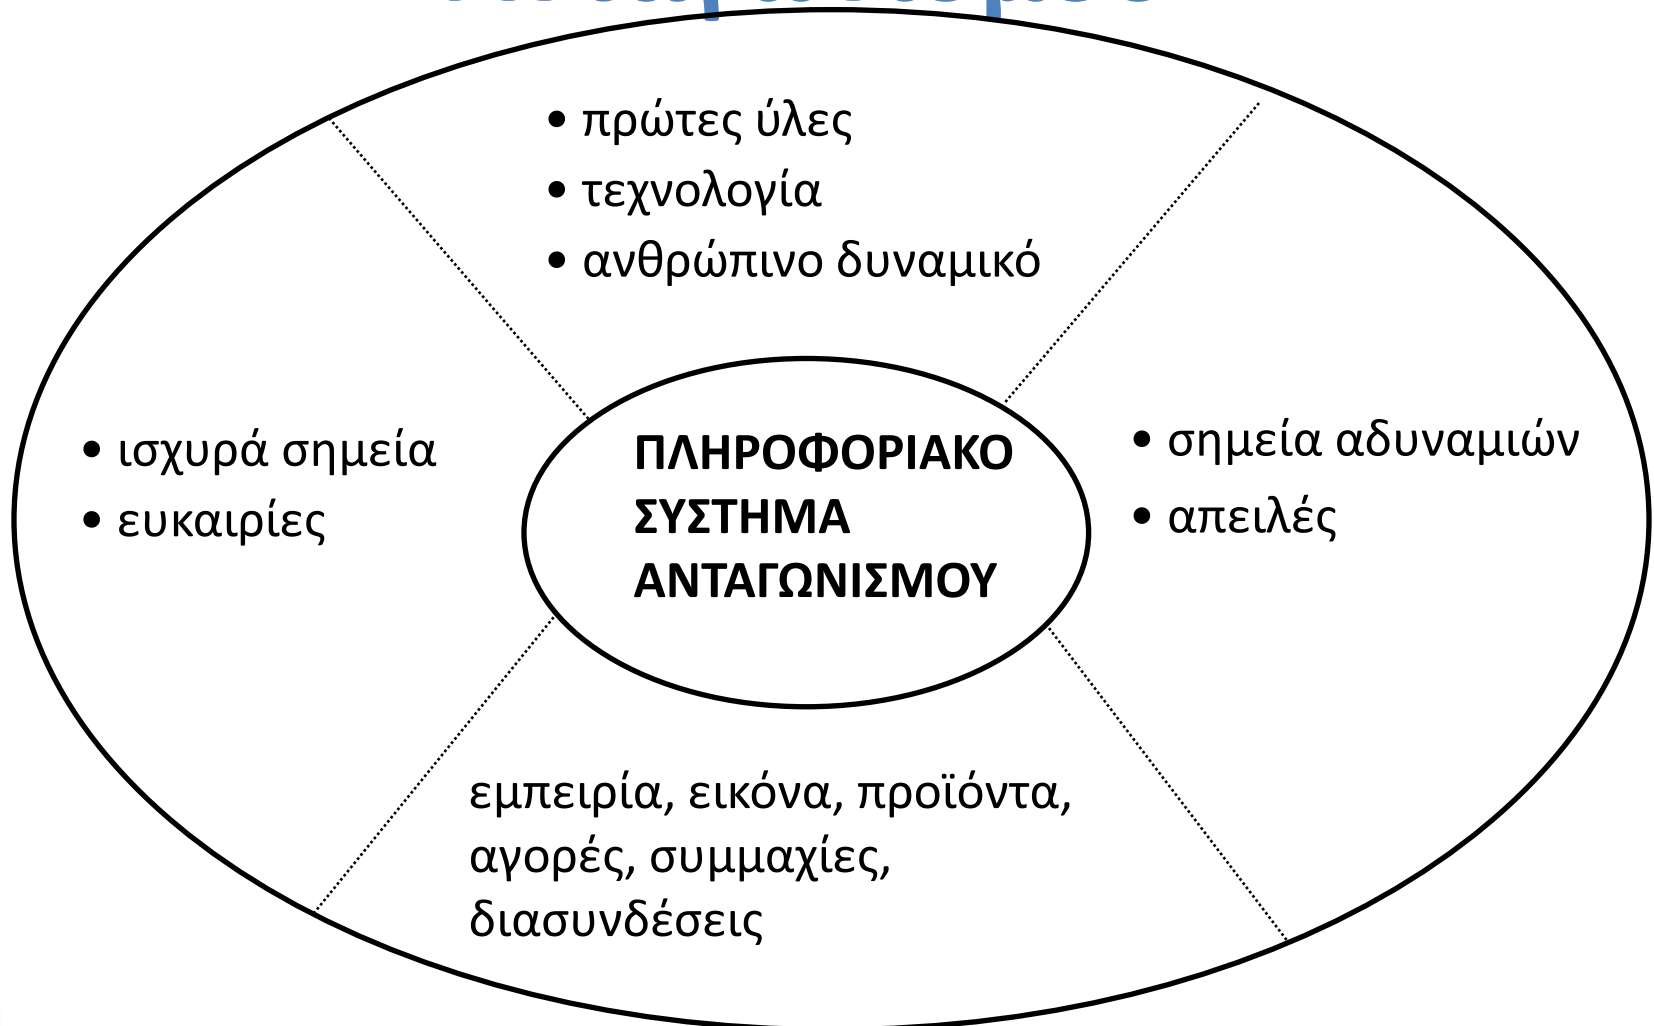 • πρώτες ύλες
• τεχνολογία
• ανθρώπινο δυναμικό
• ισχυρά σημεία
• ευκαιρίες
ΠΛΗΡΟΦΟΡΙΑΚΟ
ΣΥΣΤΗΜΑ
ΑΝΤΑΓΩΝΙΣΜΟΥ
• σημεία αδυναμιών
• απειλές
εμπειρία, εικόνα, προϊόντα,
αγορές, συμμαχίες,
διασυνδέσεις